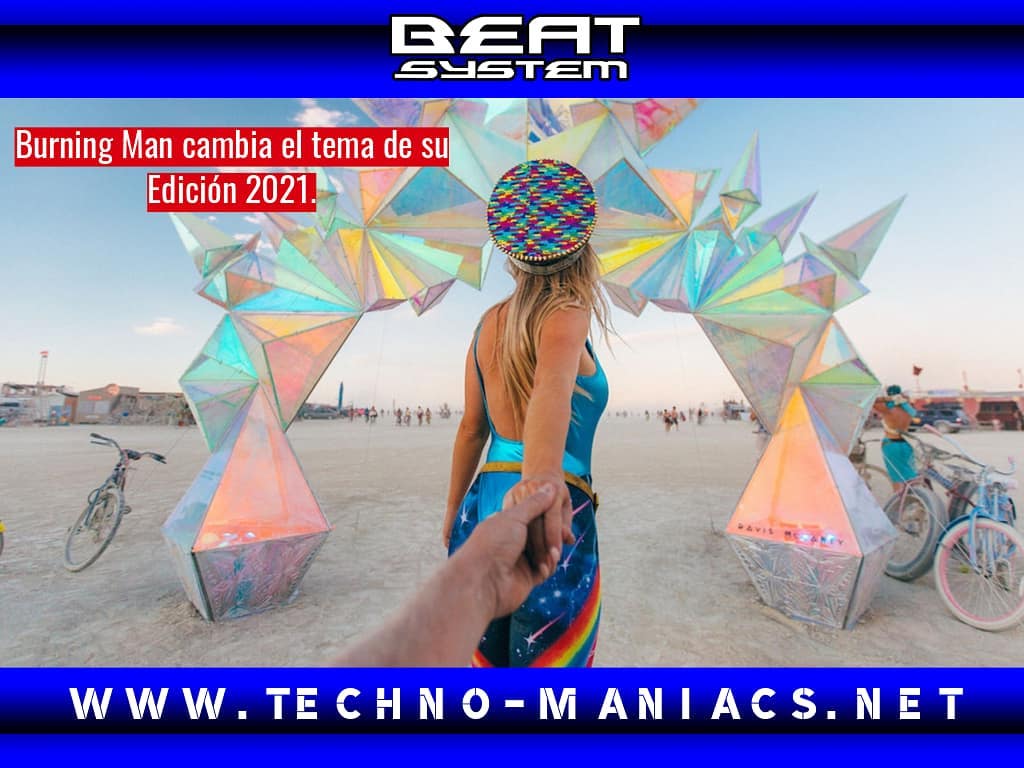 BEAT
SYSTEM
Burning Man cambia el tema de su
Edición 2021.
WWW.TECHNO-MANIACS.NET